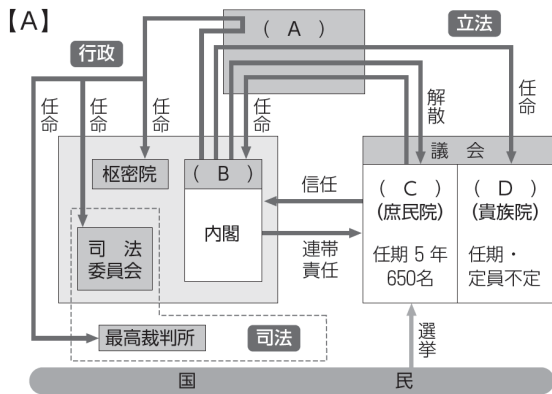 【A】
行政
( A )
立法
任命
任命
任命
任命
解散
任命
枢密院
( B )
内閣
信任
連帯責任
議　会
( C )
(庶民院)
任期 5 年
650名
( D )
(貴族院)
任期・
定員不定
司　法
委員会
最高裁判所
司法
選挙
国　民